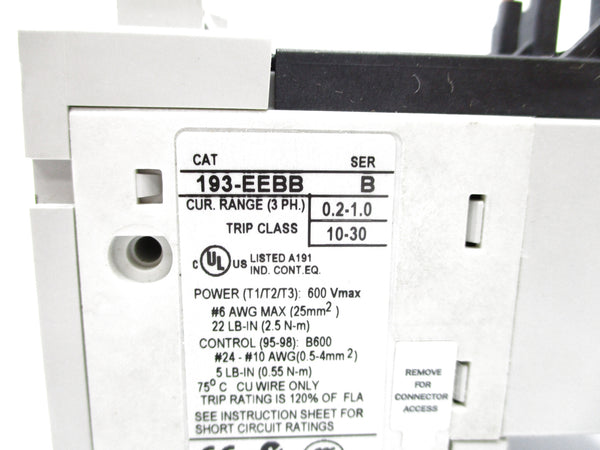 CAT SER
193-EEBB B
CUR. RANGE (3 PH.) 0.2-1.0
TRIP CLASS 10-30
c UL US LISTED A191
IND. CONT.EQ.
POWER (T1/T2/T3): 600 Vmax
#6 AWG MAX (25mm²)
22 LB-IN (2.5 N-m)
CONTROL (95-98): B600
#24 - #10 AWG(0.5-4mm²)
5 LB-IN (0.55 N-m)
75° C CU WIRE ONLY
TRIP RATING IS 120% OF FLA
SEE INSTRUCTION SHEET FOR
SHORT CIRCUIT RATINGS
REMOVE
FOR
CONNECTOR
ACCESS